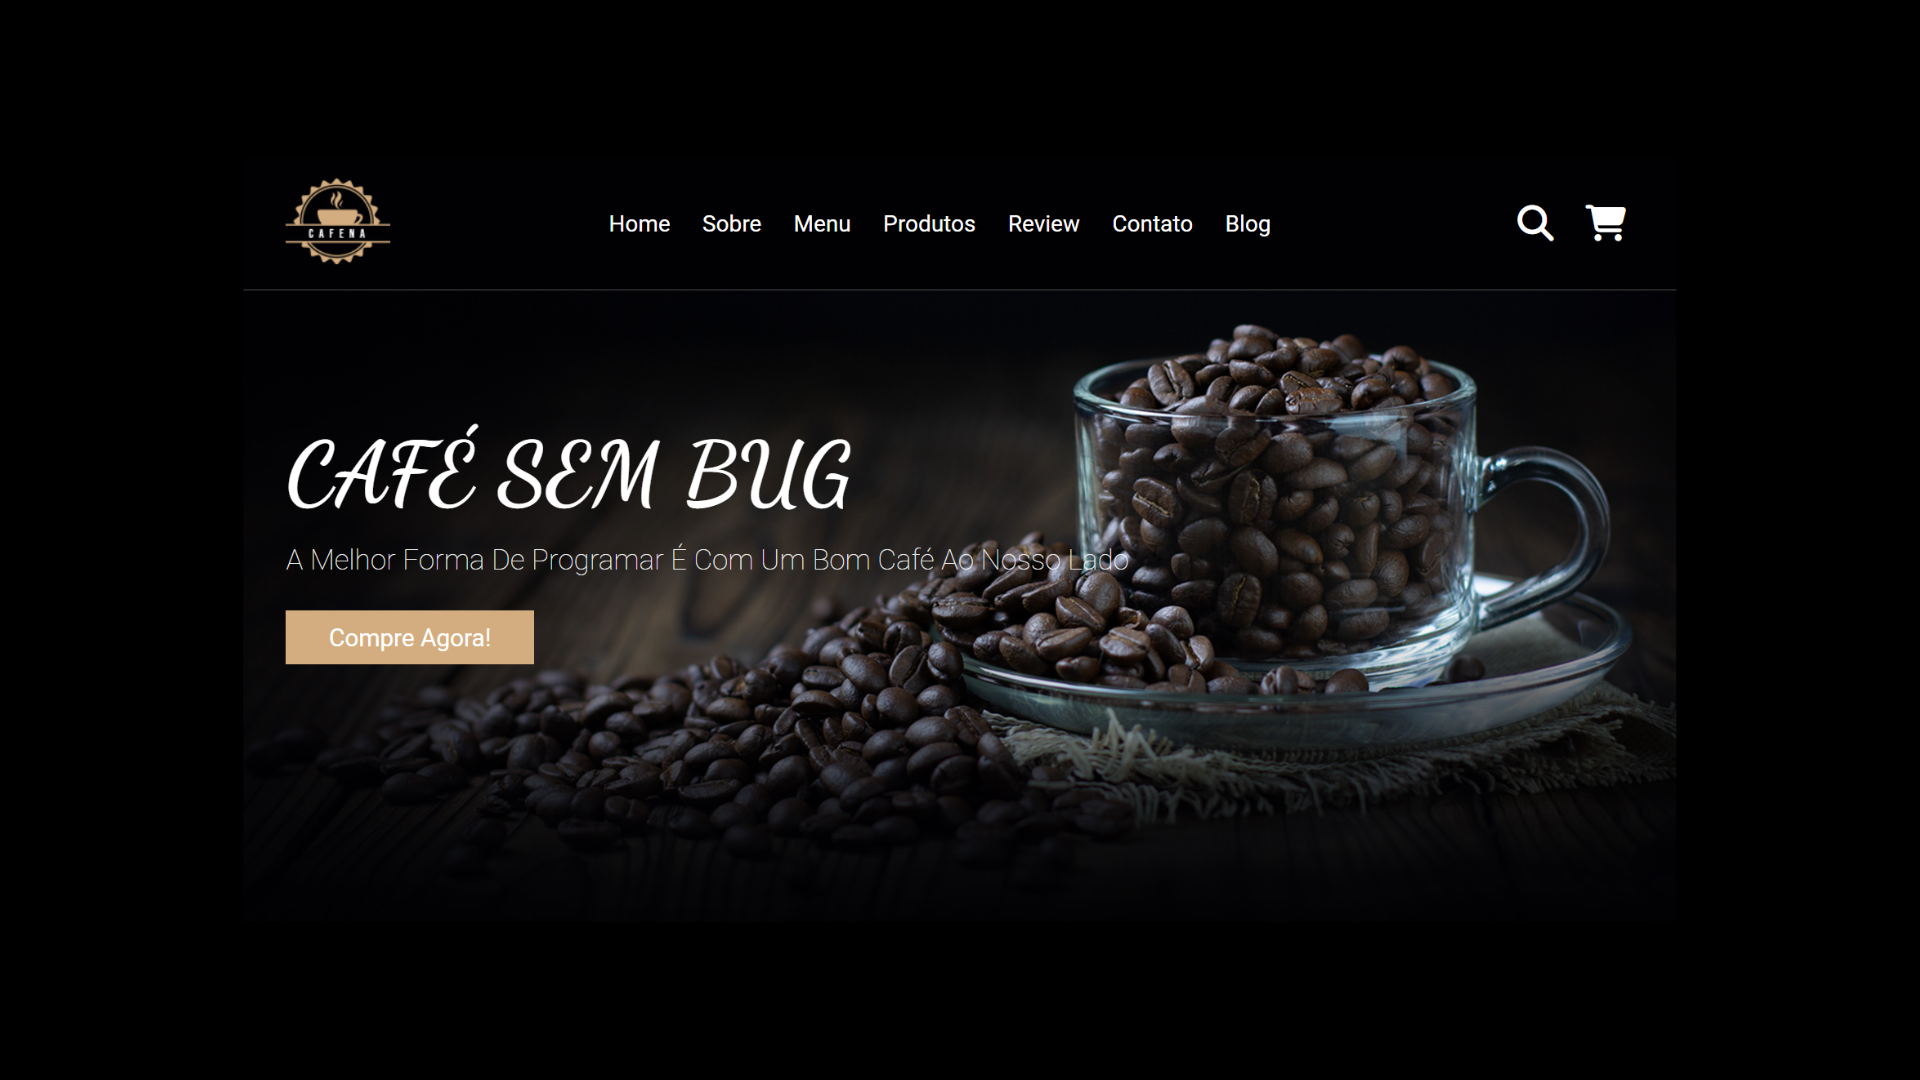 CAFENA
Home Sobre Menu Produtos Review Contato Blog
CAFÉ SEM BUG
A Melhor Forma De Programar É Com Um Bom Café Ao Nosso Lado
Compre Agora!